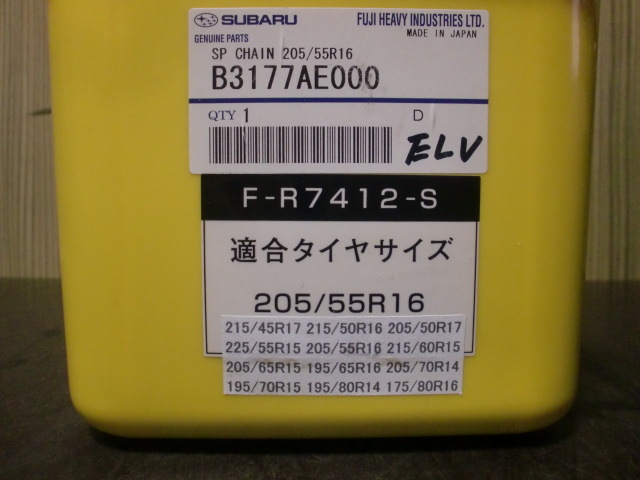 SUBARU FUJI HEAVY INDUSTRIES LTD.
GENUINE PARTS MADE IN JAPAN
SP CHAIN 205/55R16
B3177AE000
QTY 1 D
ELV
F-R7412-S
適合タイヤサイズ
205/55R16
215/45R17 215/50R16 205/50R17
225/55R15 205/55R16 215/60R15
205/65R15 195/65R16 205/70R14
195/70R15 195/80R14 175/80R16